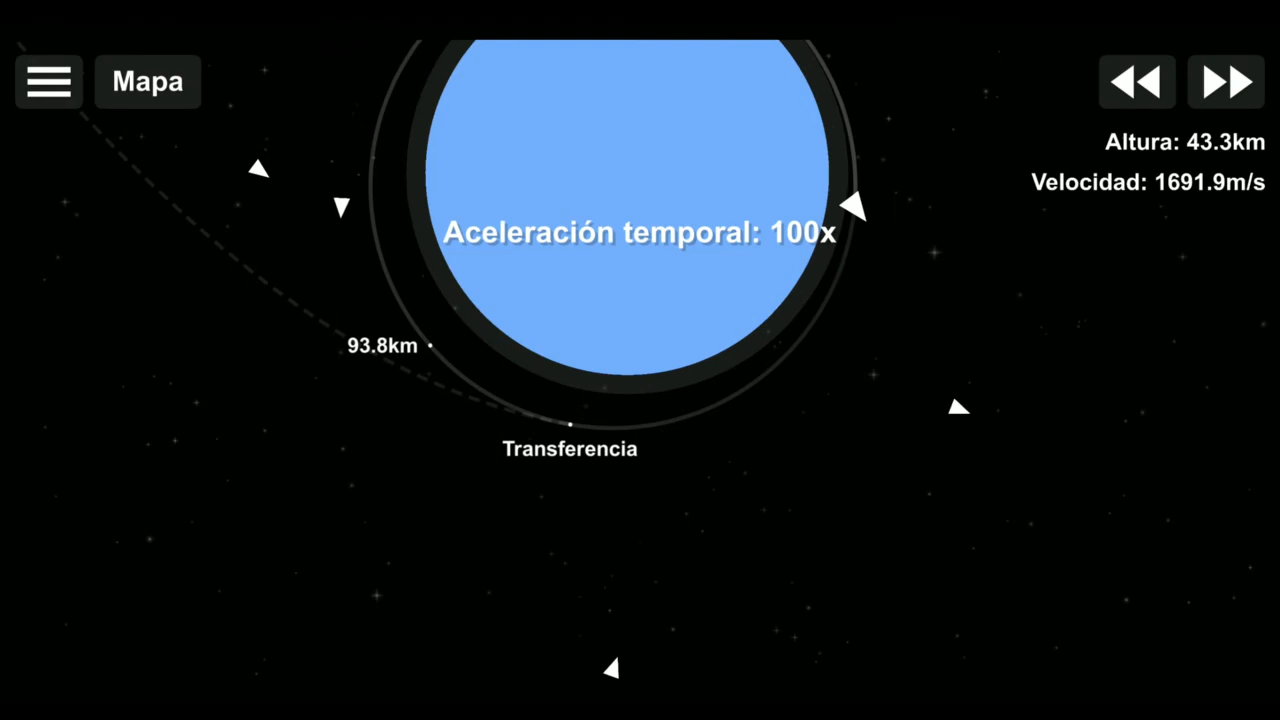 Mapa
Altura: 43.3km
Velocidad: 1691.9m/s
Aceleración temporal: 100x
93.8km
Transferencia